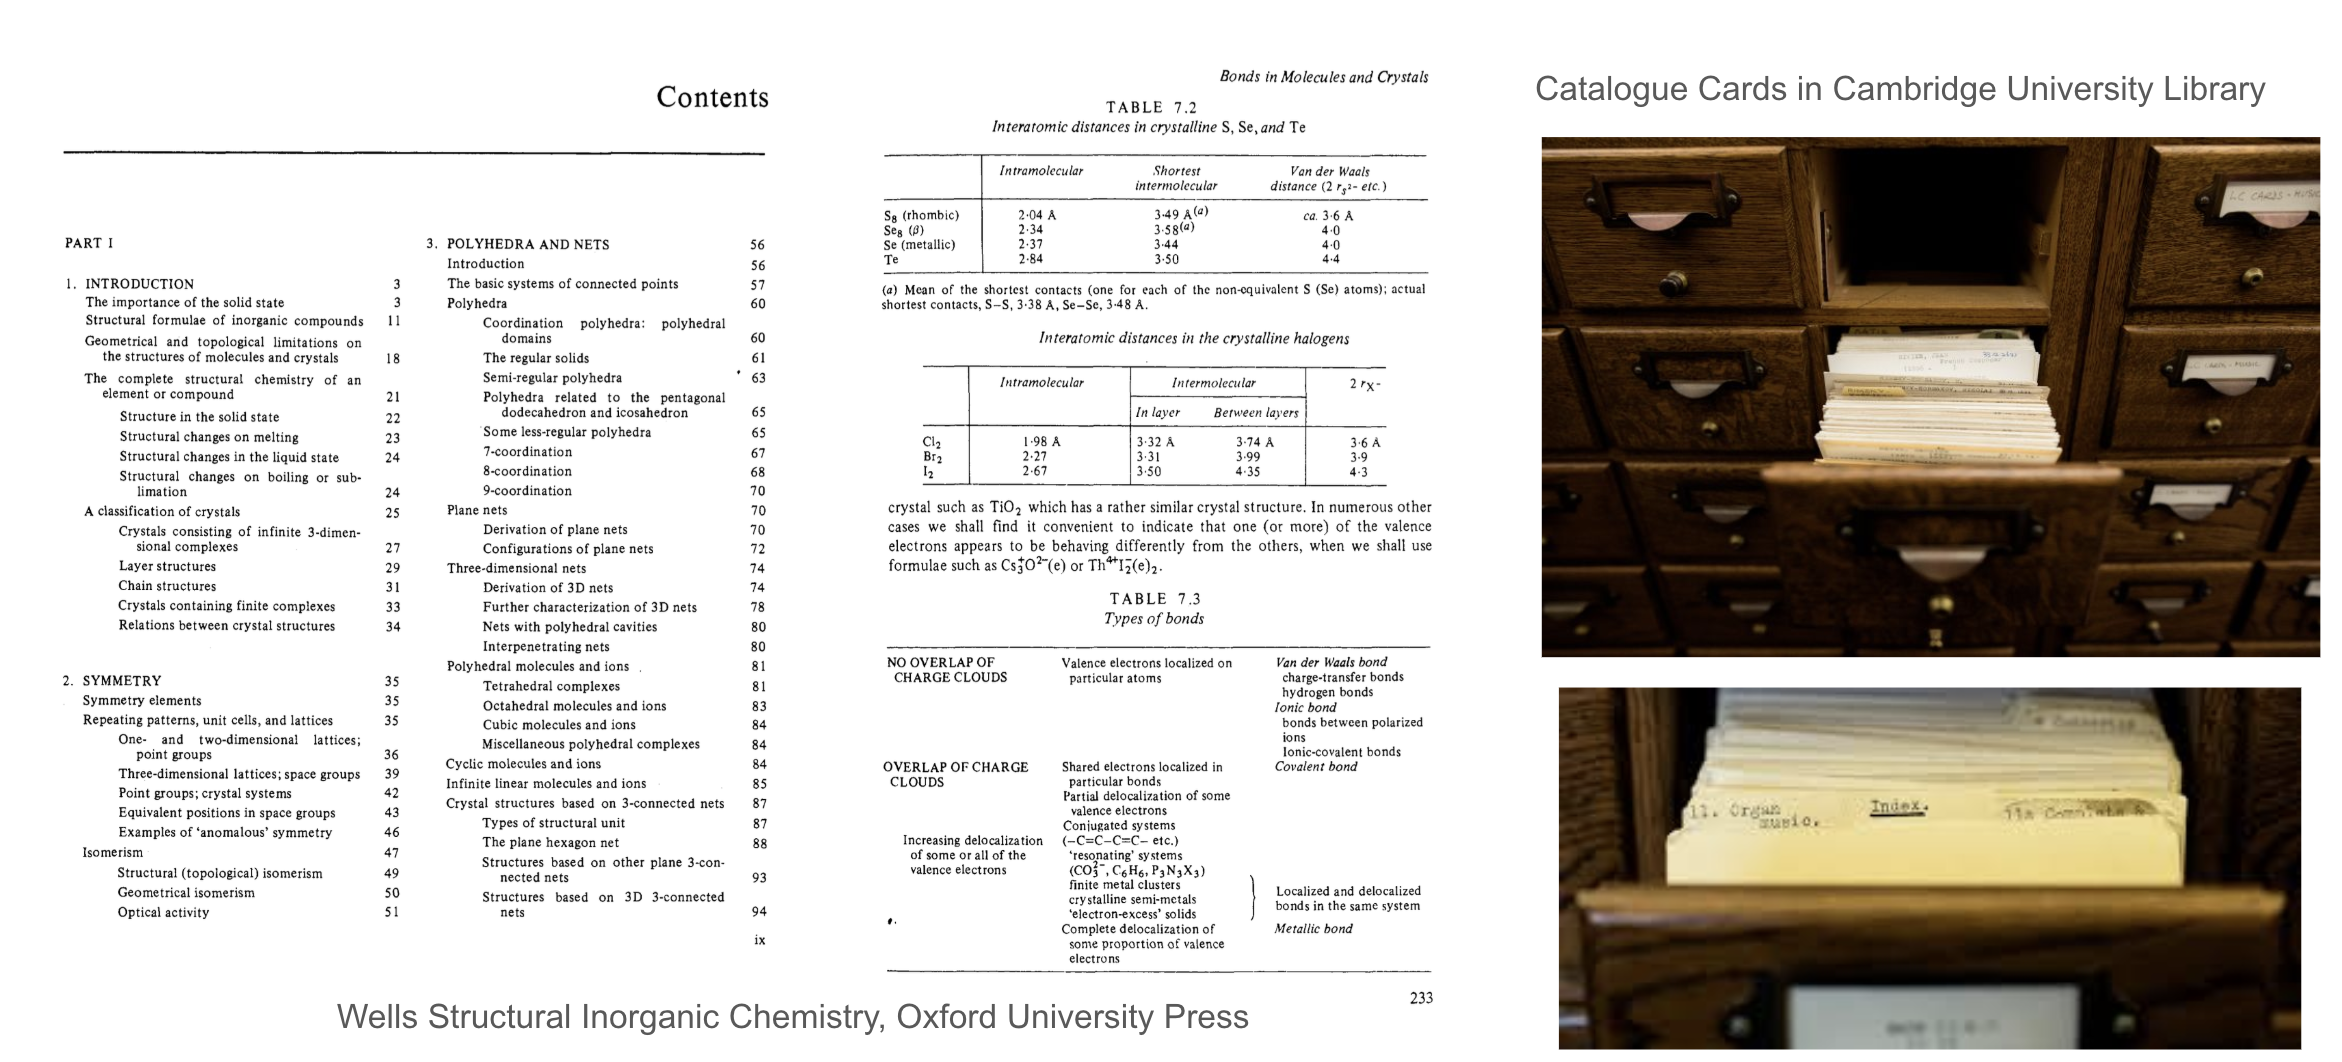 Contents
PART I
1. INTRODUCTION 3
The importance of the solid state 3
Structural formulae of inorganic compounds 11
Geometrical and topological limitations on
the structures of molecules and crystals 18
The complete structural chemistry of an
element or compound 21
Structure in the solid state 22
Structural changes on melting 23
Structural changes in the liquid state 24
Structural changes on boiling or sub-
limation 24
A classification of crystals 25
Crystals consisting of infinite 3-dimen-
sional complexes 27
Layer structures 29
Chain structures 31
Crystals containing finite complexes 33
Relations between crystal structures 34
2. SYMMETRY 35
Symmetry elements 35
Repeating patterns, unit cells, and lattices 35
One- and two-dimensional lattices;
point groups 36
Three-dimensional lattices; space groups 39
Point groups; crystal systems 42
Equivalent positions in space groups 43
Examples of ‘anomalous’ symmetry 46
Isomerism 47
Structural (topological) isomerism 49
Geometrical isomerism 50
Optical activity 51
3. POLYHEDRA AND NETS 56
Introduction 56
The basic systems of connected points 57
Polyhedra 60
Coordination polyhedra: polyhedral
domains 60
The regular solids 61
Semi-regular polyhedra 63
Polyhedra related to the pentagonal
dodecahedron and icosahedron 65
Some less-regular polyhedra 65
7-coordination 67
8-coordination 68
9-coordination 70
Plane nets 70
Derivation of plane nets 70
Configurations of plane nets 72
Three-dimensional nets 74
Derivation of 3D nets 74
Further characterization of 3D nets 78
Nets with polyhedral cavities 80
Interpenetrating nets 80
Polyhedral molecules and ions 81
Tetrahedral complexes 81
Octahedral molecules and ions 83
Cubic molecules and ions 84
Miscellaneous polyhedral complexes 84
Cyclic molecules and ions 84
Infinite linear molecules and ions 85
Crystal structures based on 3-connected nets 87
Types of structural unit 87
The plane hexagon net 88
Structures based on other plane 3-con-
nected nets 93
Structures based on 3D 3-connected
nets 94
ix
Bonds in Molecules and Crystals
TABLE 7.2
Interatomic distances in crystalline S, Se, and Te
Intramolecular Shortest intermolecular Van der Waals distance (2 r_S²⁻ etc.)
S₈ (rhombic) 2·04 A 3·49 A(a) ca. 3·6 A
Se₈ (β) 2·34 3·58(a) 4·0
Se (metallic) 2·37 3·44 4·0
Te 2·84 3·50 4·4
(a) Mean of the shortest contacts (one for each of the non-equivalent S (Se) atoms); actual
shortest contacts, S–S, 3·38 A, Se–Se, 3·48 A.
Interatomic distances in the crystalline halogens
Intramolecular Intermolecular 2 r_X⁻
In layer Between layers
Cl₂ 1·98 A 3·32 A 3·74 A 3·6 A
Br₂ 2·27 3·31 3·99 3·9
I₂ 2·67 3·50 4·35 4·3
crystal such as TiO₂ which has a rather similar crystal structure. In numerous other
cases we shall find it convenient to indicate that one (or more) of the valence
electrons appears to be behaving differently from the others, when we shall use
formulae such as Cs₃⁺O²⁻(e) or Th⁴⁺I₂⁻(e)₂.
TABLE 7.3
Types of bonds
NO OVERLAP OF
CHARGE CLOUDS
Valence electrons localized on
particular atoms
Van der Waals bond
charge-transfer bonds
hydrogen bonds
Ionic bond
bonds between polarized
ions
Ionic-covalent bonds
OVERLAP OF CHARGE
CLOUDS
Shared electrons localized in
particular bonds
Covalent bond
Partial delocalization of some
valence electrons
Conjugated systems
Increasing delocalization
of some or all of the
valence electrons
(–C=C–C=C– etc.)
‘resonating’ systems
(CO₃²⁻, C₆H₆, P₃N₃X₃)
finite metal clusters
crystalline semi-metals
‘electron-excess’ solids
Localized and delocalized
bonds in the same system
Complete delocalization of
some proportion of valence
electrons
Metallic bond
233
Wells Structural Inorganic Chemistry, Oxford University Press
Catalogue Cards in Cambridge University Library
LC CARDS - MUSIC
11. Organ
music.
Index.
11a Complete